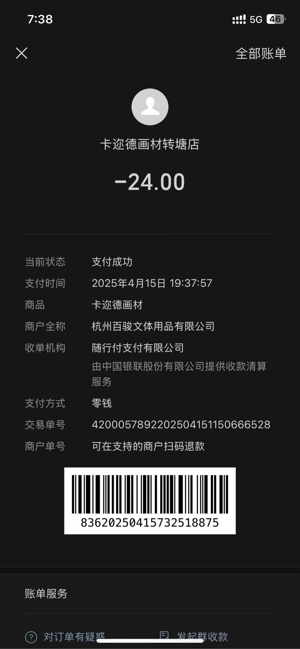 7:38
5G 46
全部账单
卡迩德画材转塘店
-24.00
当前状态 支付成功
支付时间 2025年4月15日 19:37:57
商品 卡迩德画材
商户全称 杭州百骏文体用品有限公司
收单机构 随行付支付有限公司
由中国银联股份有限公司提供收款清算
服务
支付方式 零钱
交易单号 4200057892202504151150666528
商户单号 可在支持的商户扫码退款
83620250415732518875
账单服务
对订单有疑惑
发起群收款